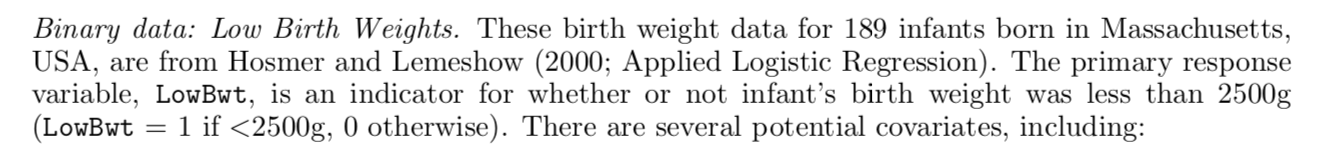 Binary data: Low Birth Weights. These birth weight data for 189 infants born in Massachusetts,
USA, are from Hosmer and Lemeshow (2000; Applied Logistic Regression). The primary response
variable, LowBwt, is an indicator for whether or not infant's birth weight was less than 2500g
(LowBwt = 1 if <2500g, 0 otherwise). There are several potential covariates, including: